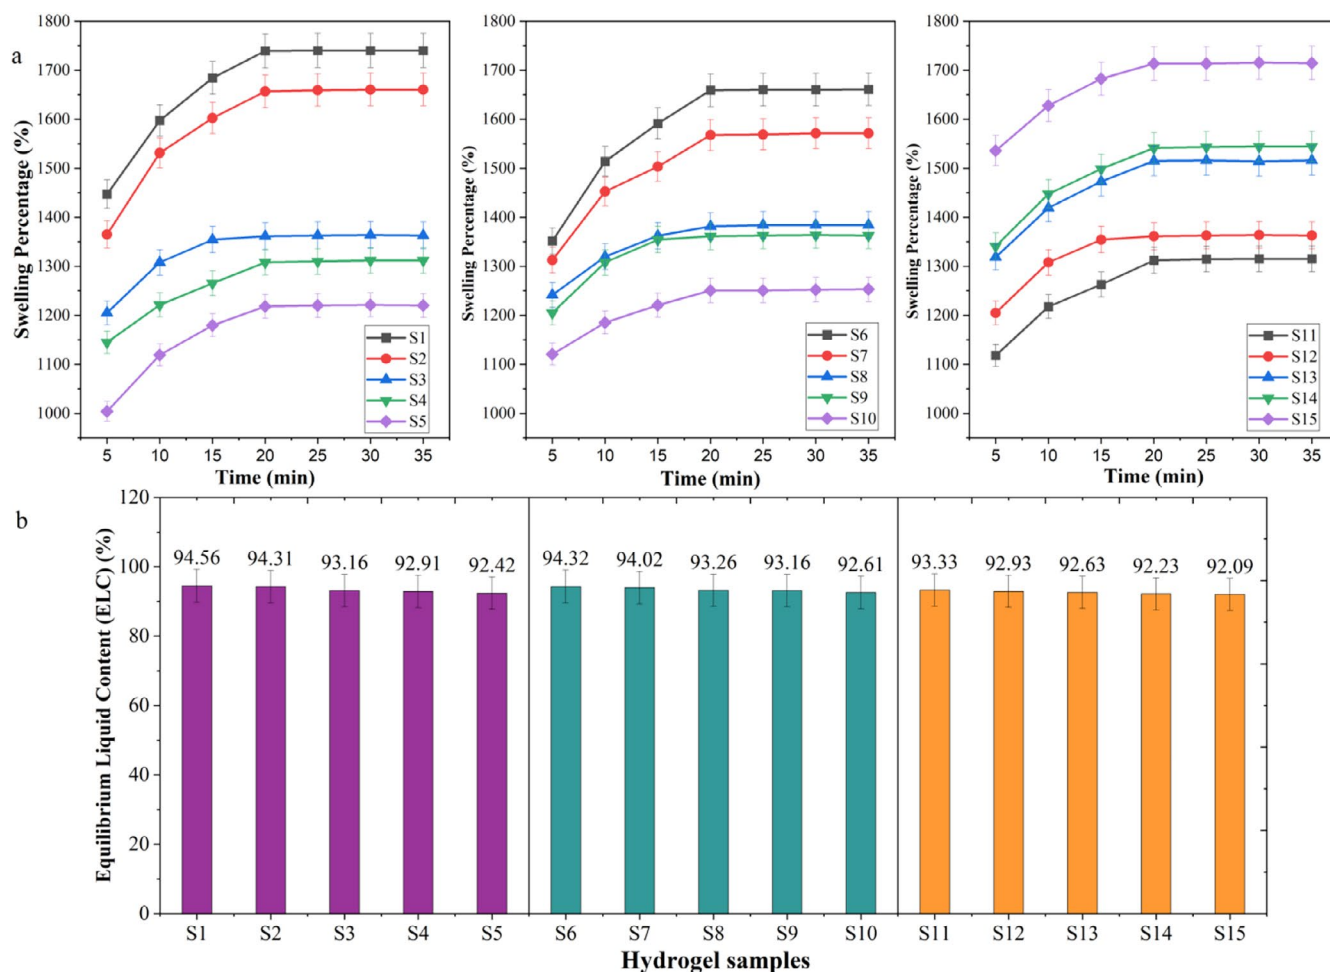 a
Swelling Percentage (%)
1800
1700
1600
1500
1400
1300
1200
1100
1000
5 10 15 20 25 30 35
Time (min)
S1
S2
S3
S4
S5
Swelling Percentage (%)
1800
1700
1600
1500
1400
1300
1200
1100
1000
5 10 15 20 25 30 35
Time (min)
S6
S7
S8
S9
S10
Swelling Percentage (%)
1800
1700
1600
1500
1400
1300
1200
1100
1000
5 10 15 20 25 30 35
Time (min)
S11
S12
S13
S14
S15
b
Equilibrium Liquid Content (ELC) (%)
120
100
80
60
40
20
0
94.56 94.31 93.16 92.91 92.42 94.32 94.02 93.26 93.16 92.61 93.33 92.93 92.63 92.23 92.09
S1 S2 S3 S4 S5 S6 S7 S8 S9 S10 S11 S12 S13 S14 S15
Hydrogel samples